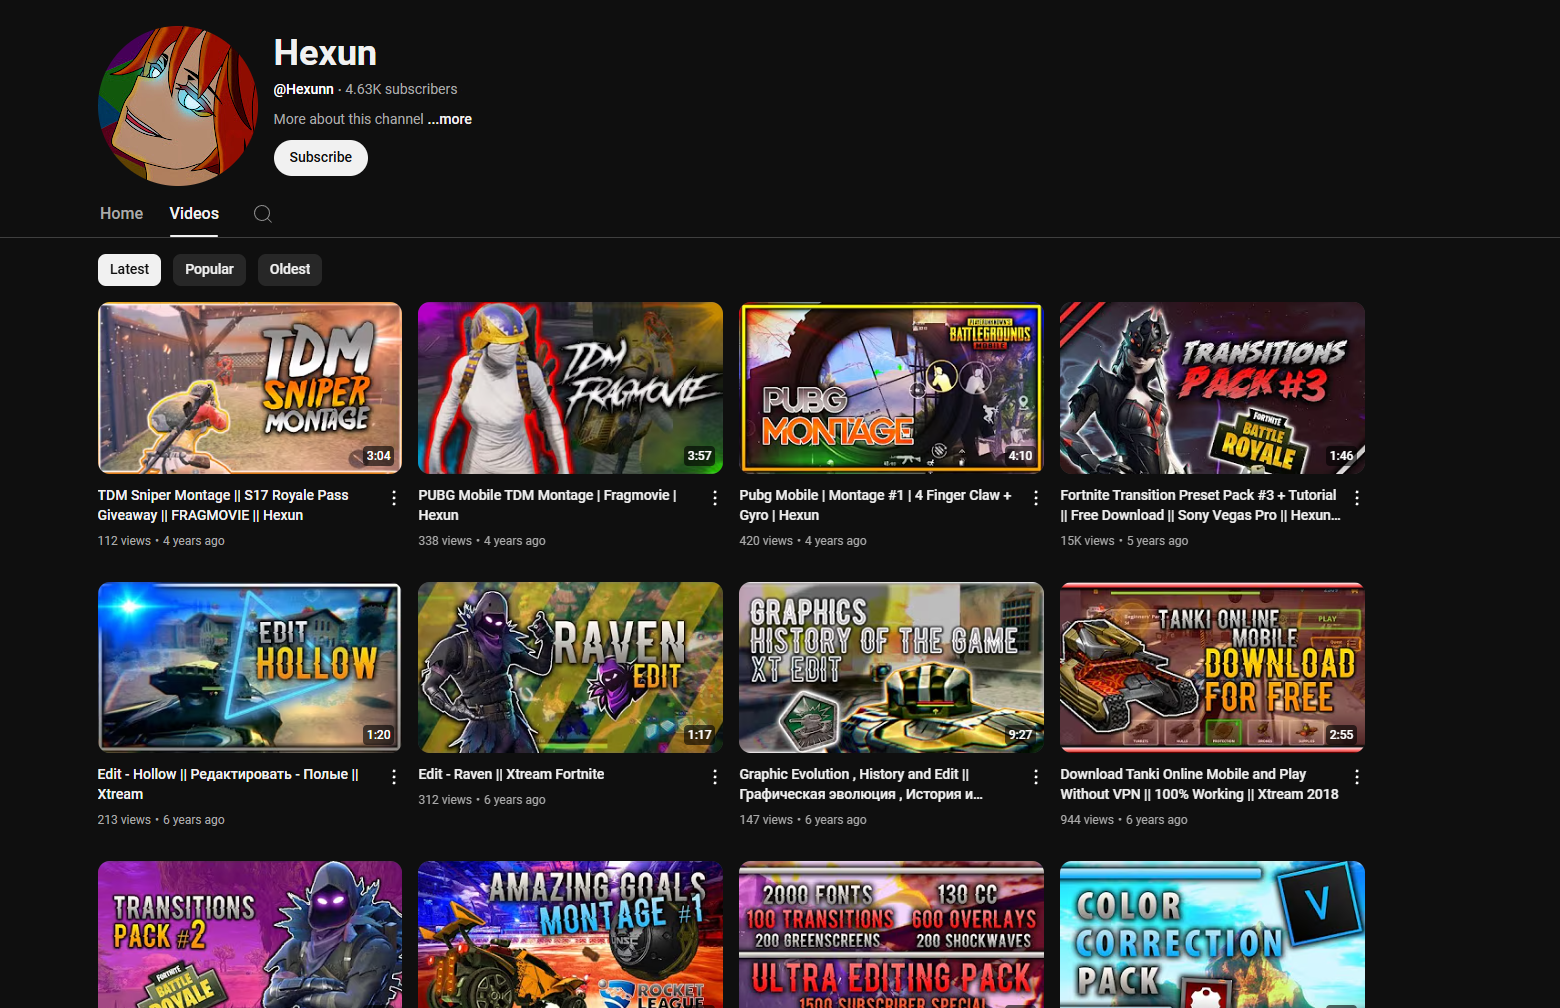 Hexun
@Hexunn · 4.63K subscribers
More about this channel ...more
Subscribe
Home
Videos
Latest
Popular
Oldest
TDM
SNIPER
MONTAGE
3:04
TDM Sniper Montage || S17 Royale Pass
Giveaway || FRAGMOVIE || Hexun
112 views • 4 years ago
TDM
FRAGMOVIE
3:57
PUBG Mobile TDM Montage | Fragmovie |
Hexun
338 views • 4 years ago
BATTLEGROUNDS
MOBILE
PUBG
MONTAGE
4:10
Pubg Mobile | Montage #1 | 4 Finger Claw +
Gyro | Hexun
420 views • 4 years ago
TRANSITIONS
PACK #3
FORTNITE
BATTLE
ROYALE
1:46
Fortnite Transition Preset Pack #3 + Tutorial
|| Free Download || Sony Vegas Pro || Hexun...
15K views • 5 years ago
EDIT
HOLLOW
1:20
Edit - Hollow || Редактировать - Полые ||
Xtream
213 views • 6 years ago
RAVEN
EDIT
1:17
Edit - Raven || Xtream Fortnite
312 views • 6 years ago
GRAPHICS
HISTORY OF THE GAME
XT EDIT
9:27
Graphic Evolution , History and Edit ||
Графическая эволюция , История и...
147 views • 6 years ago
PLAY
TANKI ONLINE
MOBILE
DOWNLOAD
FOR FREE
2:55
Download Tanki Online Mobile and Play
Without VPN || 100% Working || Xtream 2018
944 views • 6 years ago
TRANSITIONS
PACK #2
FORTNITE
BATTLE
ROYALE
AMAZING GOALS
MONTAGE #1
ROCKET
LEAGUE
2000 FONTS 130 CC
100 TRANSITIONS 600 OVERLAYS
200 GREENSCREENS 200 SHOCKWAVES
ULTRA EDITING PACK
1500 SUBSCRIBER SPECIAL
V
COLOR
CORRECTION
PACK